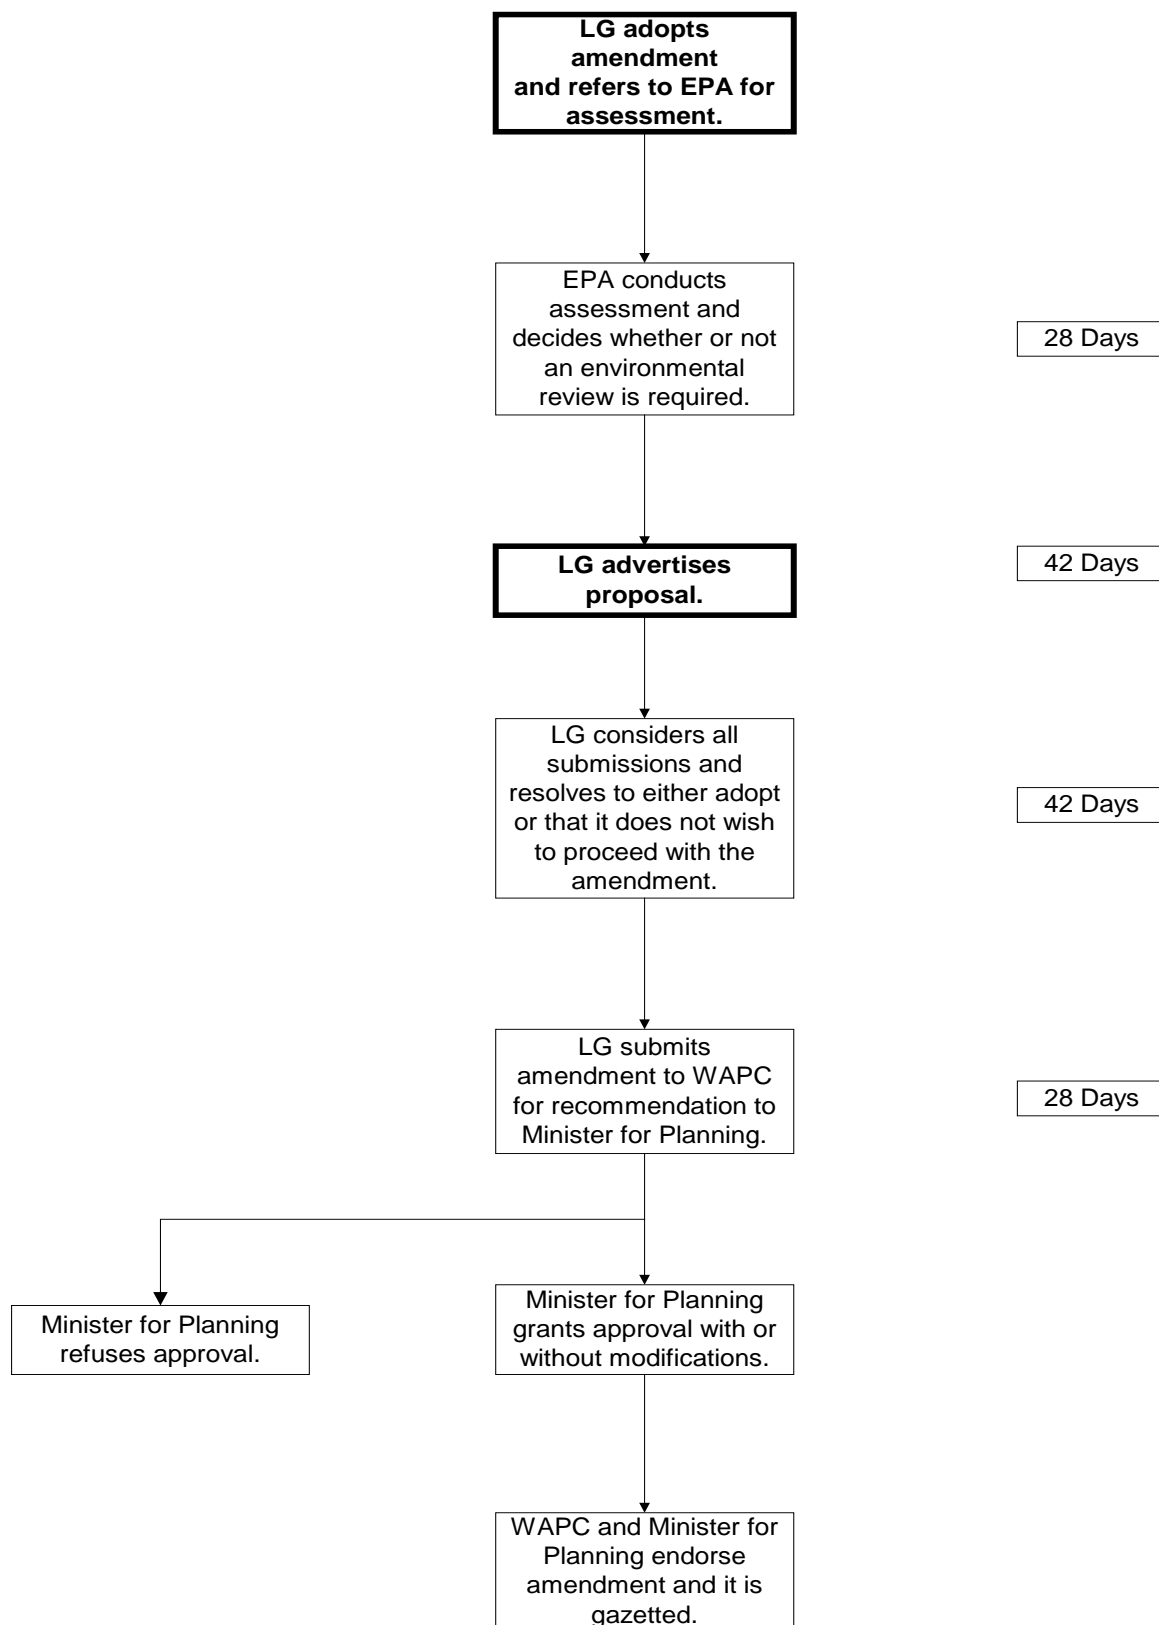 LG adopts
amendment
and refers to EPA for
assessment.
EPA conducts
assessment and
decides whether or not
an environmental
review is required.
28 Days
LG advertises
proposal.
42 Days
LG considers all
submissions and
resolves to either adopt
or that it does not wish
to proceed with the
amendment.
42 Days
LG submits
amendment to WAPC
for recommendation to
Minister for Planning.
28 Days
Minister for Planning
refuses approval.
Minister for Planning
grants approval with or
without modifications.
WAPC and Minister for
Planning endorse
amendment and it is
gazetted.